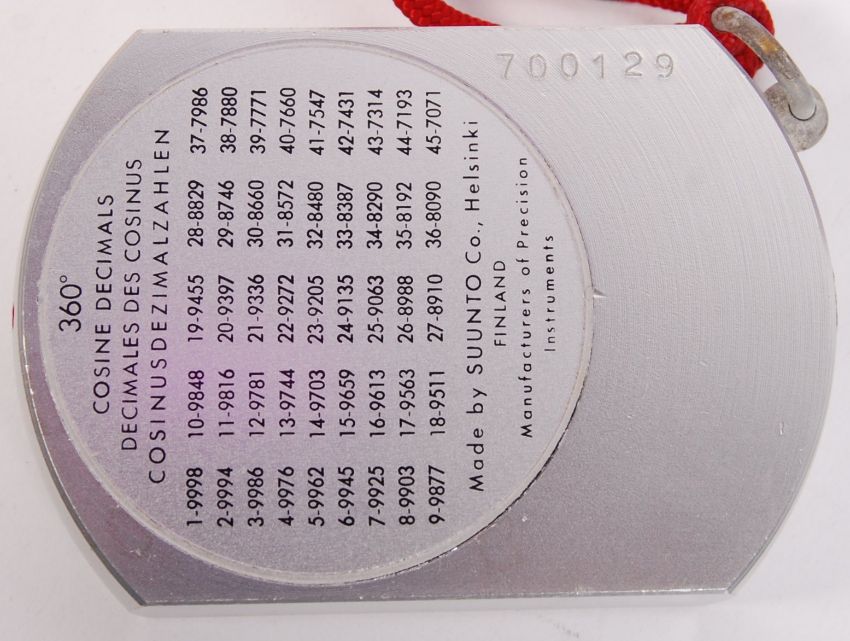 700129
360°
COSINE DECIMALS
DECIMALES DES COSINUS
COSINUSDEZIMALZAHLEN
1-9998 10-9848 19-9455 28-8829 37-7986
2-9994 11-9816 20-9397 29-8746 38-7880
3-9986 12-9781 21-9336 30-8660 39-7771
4-9976 13-9744 22-9272 31-8572 40-7660
5-9962 14-9703 23-9205 32-8480 41-7547
6-9945 15-9659 24-9135 33-8387 42-7431
7-9925 16-9613 25-9063 34-8290 43-7314
8-9903 17-9563 26-8988 35-8192 44-7193
9-9877 18-9511 27-8910 36-8090 45-7071
Made by SUUNTO Co., Helsinki
FINLAND
Manufacturers of Precision
Instruments